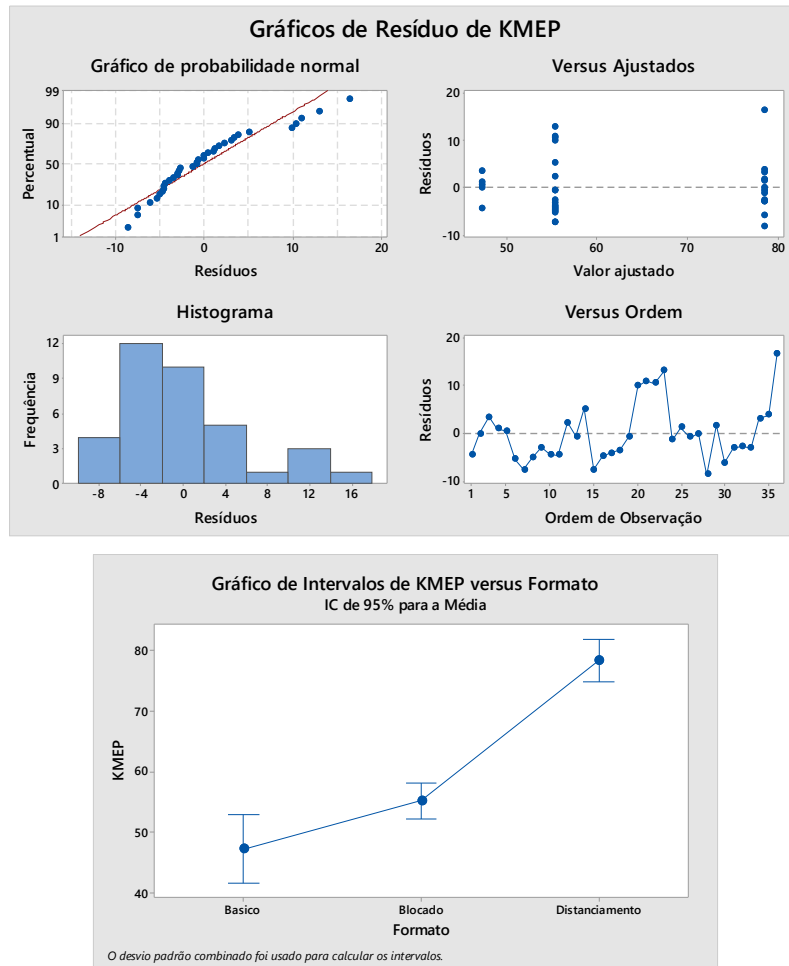 Gráficos de Resíduo de KMEP
Gráfico de probabilidade normal
99
90
50
10
1
Percentual
-10 0 10 20
Resíduos
Versus Ajustados
20
10
0
-10
Resíduos
50 60 70 80
Valor ajustado
Histograma
12
9
6
3
0
Frequência
-8 -4 0 4 8 12 16
Resíduos
Versus Ordem
20
10
0
-10
Resíduos
1 5 10 15 20 25 30 35
Ordem de Observação
Gráfico de Intervalos de KMEP versus Formato
IC de 95% para a Média
80
70
60
50
40
KMEP
Basico Blocado Distanciamento
Formato
O desvio padrão combinado foi usado para calcular os intervalos.